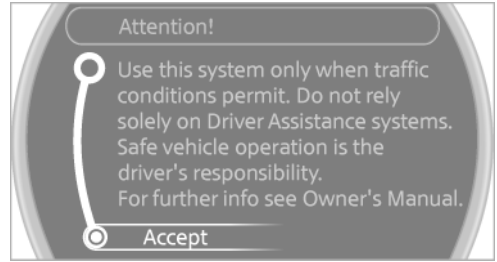 Attention!
Use this system only when traffic
conditions permit. Do not rely
solely on Driver Assistance systems.
Safe vehicle operation is the
driver's responsibility.
For further info see Owner's Manual.
Accept